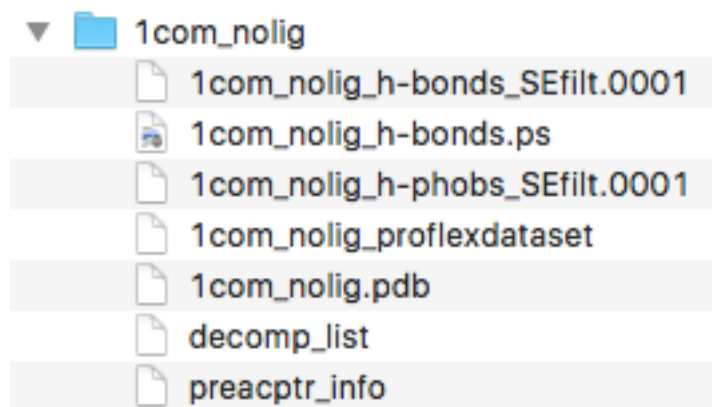 1com_nolig
1com_nolig_h-bonds_SEfilt.0001
1com_nolig_h-bonds.ps
1com_nolig_h-phobs_SEfilt.0001
1com_nolig_proflexdataset
1com_nolig.pdb
decomp_list
preacptr_info